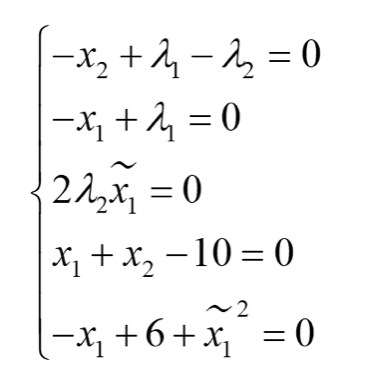 −x₂ + λ₁ − λ₂ = 0
−x₁ + λ₁ = 0
2λ₂x̃₁ = 0
x₁ + x₂ − 10 = 0
−x₁ + 6 + x̃₁² = 0